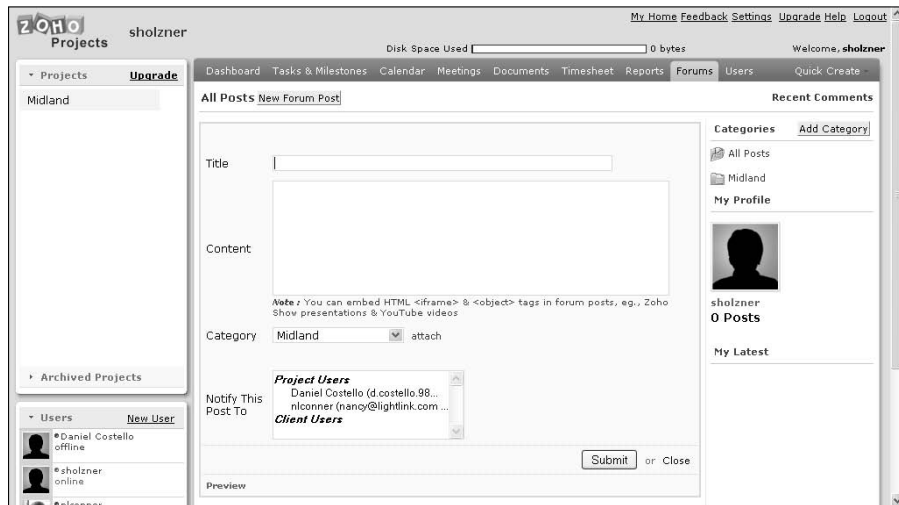 ZOHO
Projects
sholzner
My Home Feedback Settings Upgrade Help Logout
Disk Space Used 0 bytes
Welcome, sholzner
Projects Upgrade
Midland
Archived Projects
Users New User
Daniel Costello
offline
sholzner
online
Dashboard Tasks & Milestones Calendar Meetings Documents Timesheet Reports Forums Users Quick Create
All Posts New Forum Post
Recent Comments
Title
Content
Note : You can embed HTML <iframe> & <object> tags in forum posts, eg., Zoho
Show presentations & YouTube videos
Category Midland attach
Notify This
Post To
Project Users
Daniel Costello (d.costello.98...
nlconner (nancy@lightlink.com ...
Client Users
Submit or Close
Preview
Categories Add Category
All Posts
Midland
My Profile
sholzner
0 Posts
My Latest